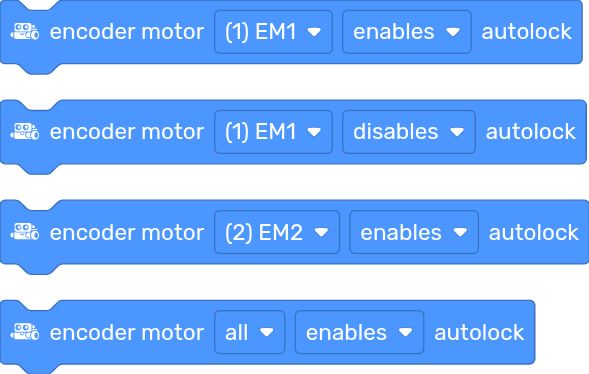 encoder motor (1) EM1 enables autolock
encoder motor (1) EM1 disables autolock
encoder motor (2) EM2 enables autolock
encoder motor all enables autolock